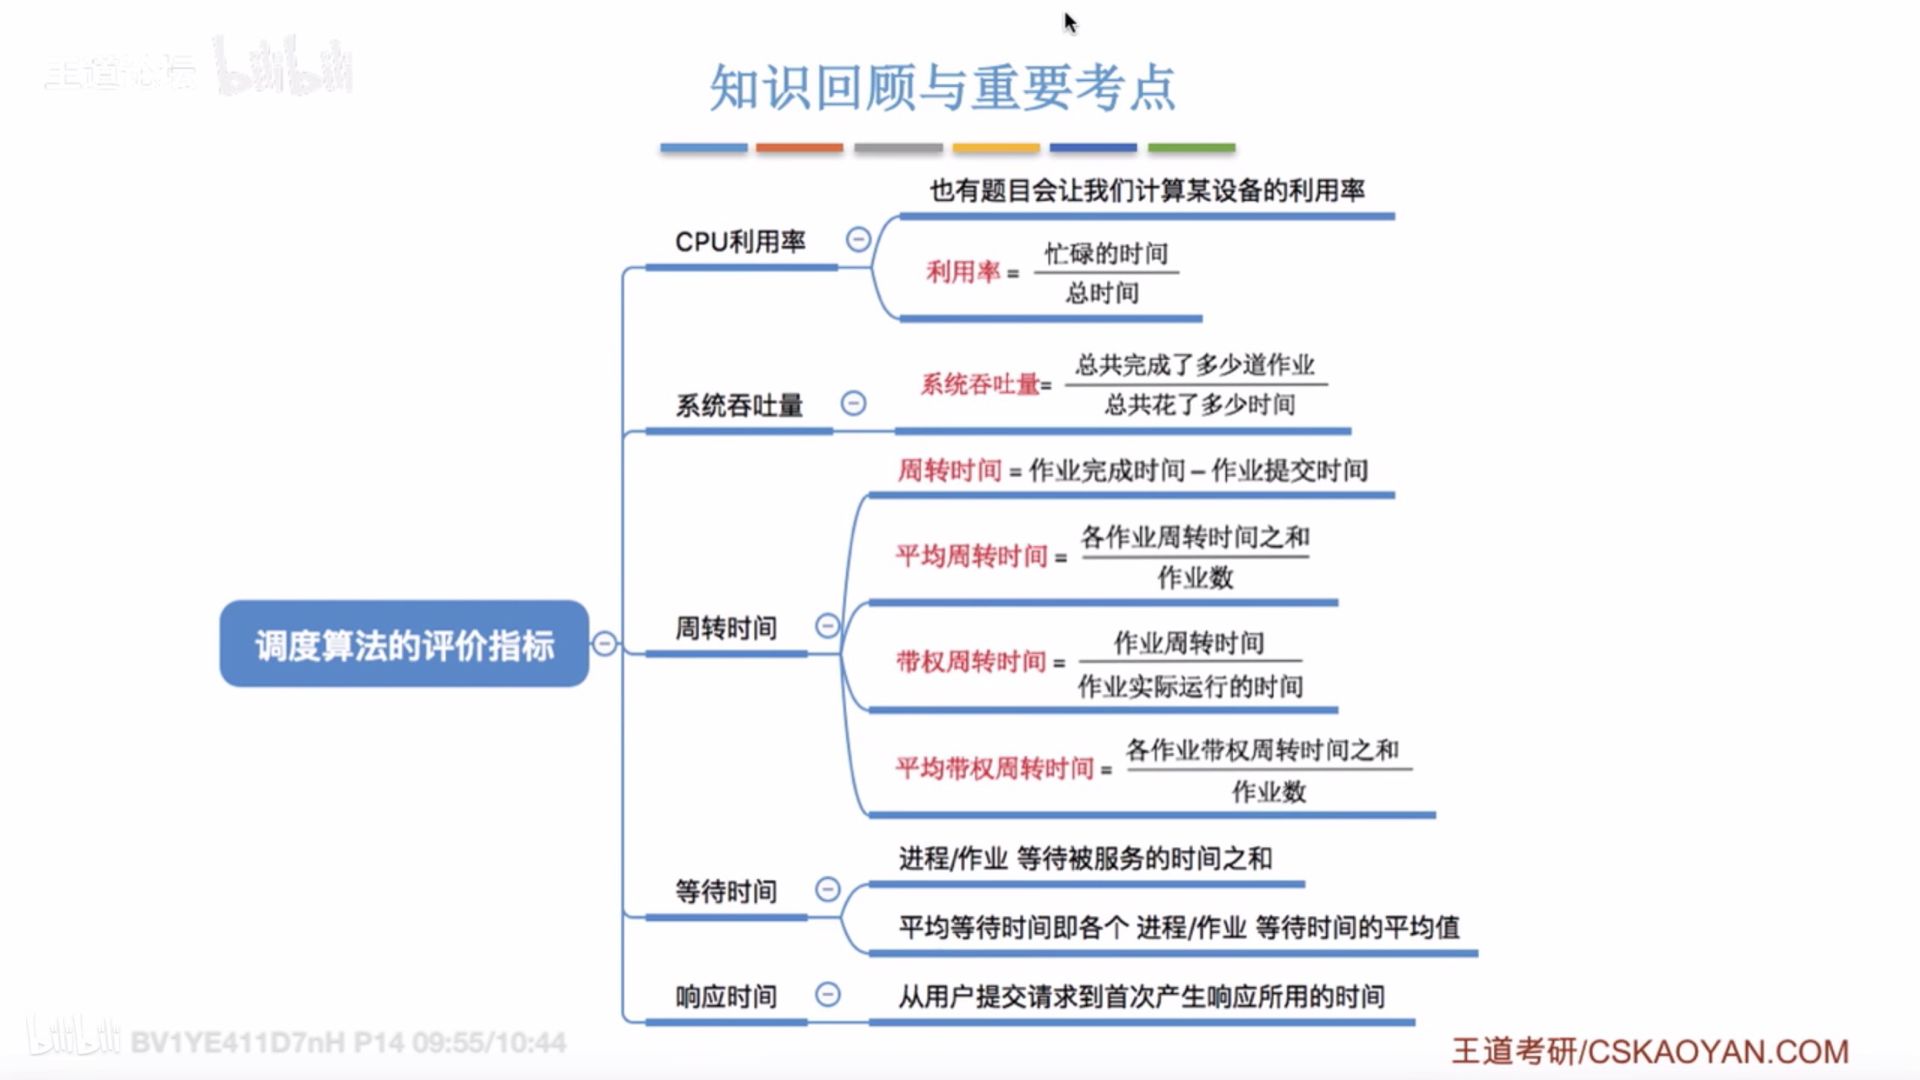 王道论坛 bilibili
知识回顾与重要考点
也有题目会让我们计算某设备的利用率
CPU利用率
利用率 = 忙碌的时间
总时间
系统吞吐量
系统吞吐量= 总共完成了多少道作业
总共花了多少时间
周转时间 = 作业完成时间 – 作业提交时间
平均周转时间 = 各作业周转时间之和
作业数
周转时间
调度算法的评价指标
带权周转时间 = 作业周转时间
作业实际运行的时间
平均带权周转时间 = 各作业带权周转时间之和
作业数
进程/作业 等待被服务的时间之和
等待时间
平均等待时间即各个 进程/作业 等待时间的平均值
响应时间
从用户提交请求到首次产生响应所用的时间
bilibili BV1YE411D7nH P14 09:55/10:44
王道考研/CSKAOYAN.COM